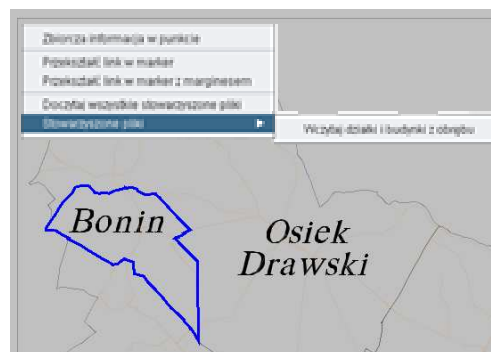 Zbiorcza informacja w punkcie
Przekształć link w marker
Przekształć link w marker z marginesem
Doczytaj wszystkie stowarzyszone pliki
Stowarzyszone pliki
Wczytaj działki i budynki z obrębu
Bonin
Osiek
Drawski